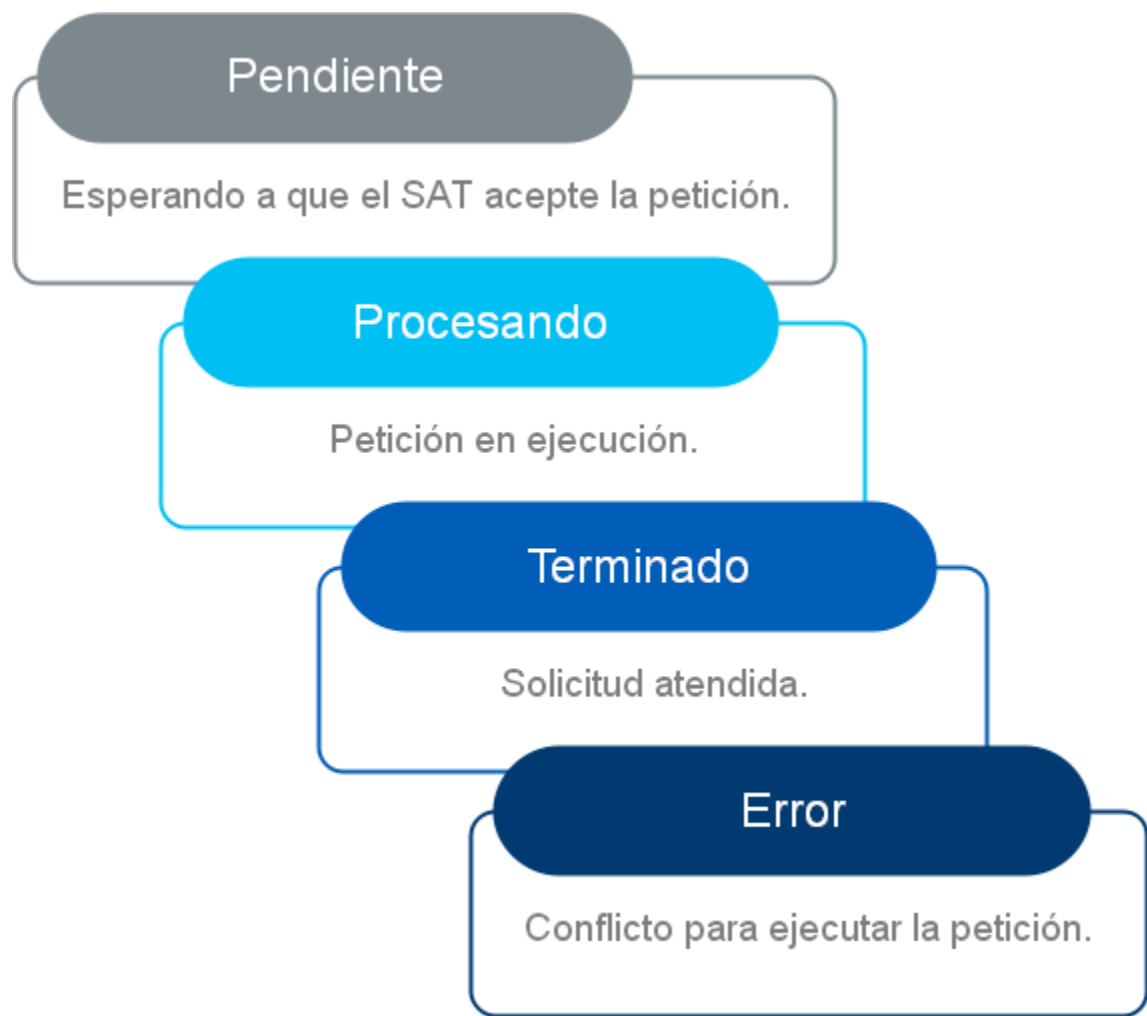 Pendiente
Esperando a que el SAT acepte la petición.
Procesando
Petición en ejecución.
Terminado
Solicitud atendida.
Error
Conflicto para ejecutar la petición.